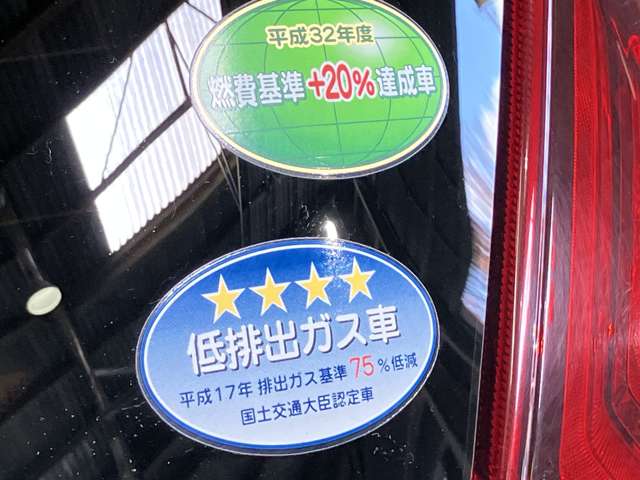 平成32年度
燃費基準+20%達成車
低排出ガス車
平成17年 排出ガス基準75%低減
国土交通大臣認定車